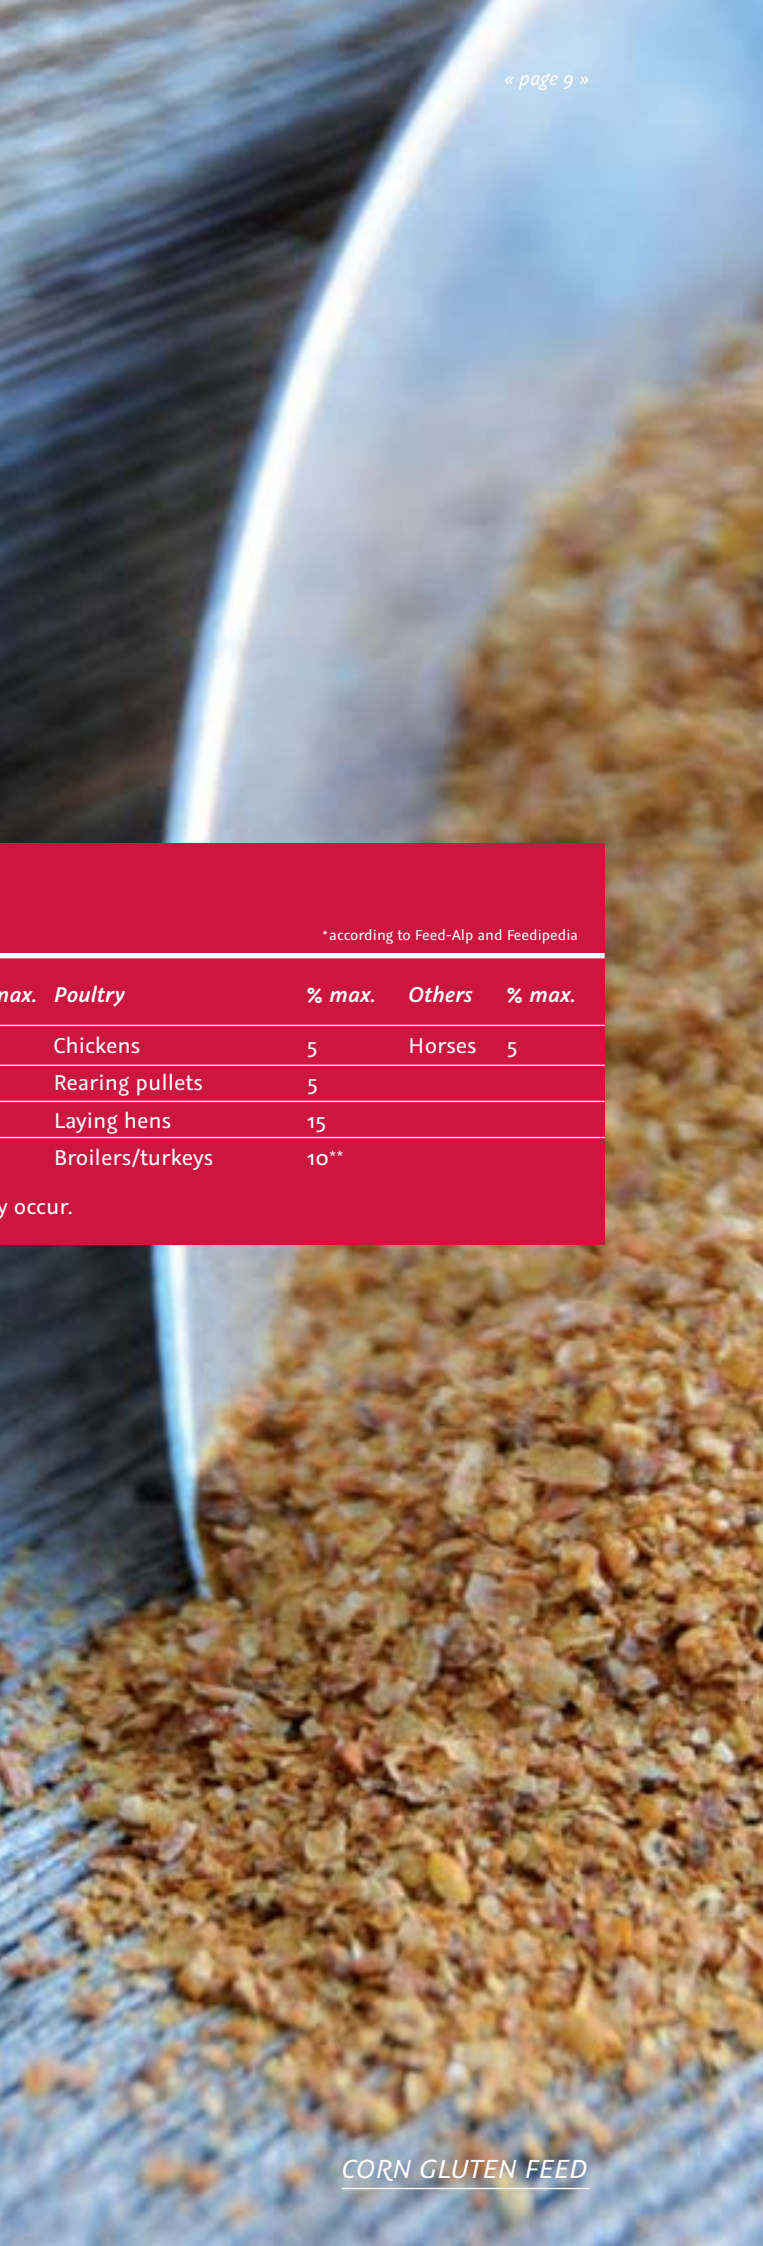 « page 9 »
*according to Feed-Alp and Feedipedia
max. Poultry % max. Others % max.
Chickens 5 Horses 5
Rearing pullets 5
Laying hens 15
Broilers/turkeys 10**
y occur.
CORN GLUTEN FEED